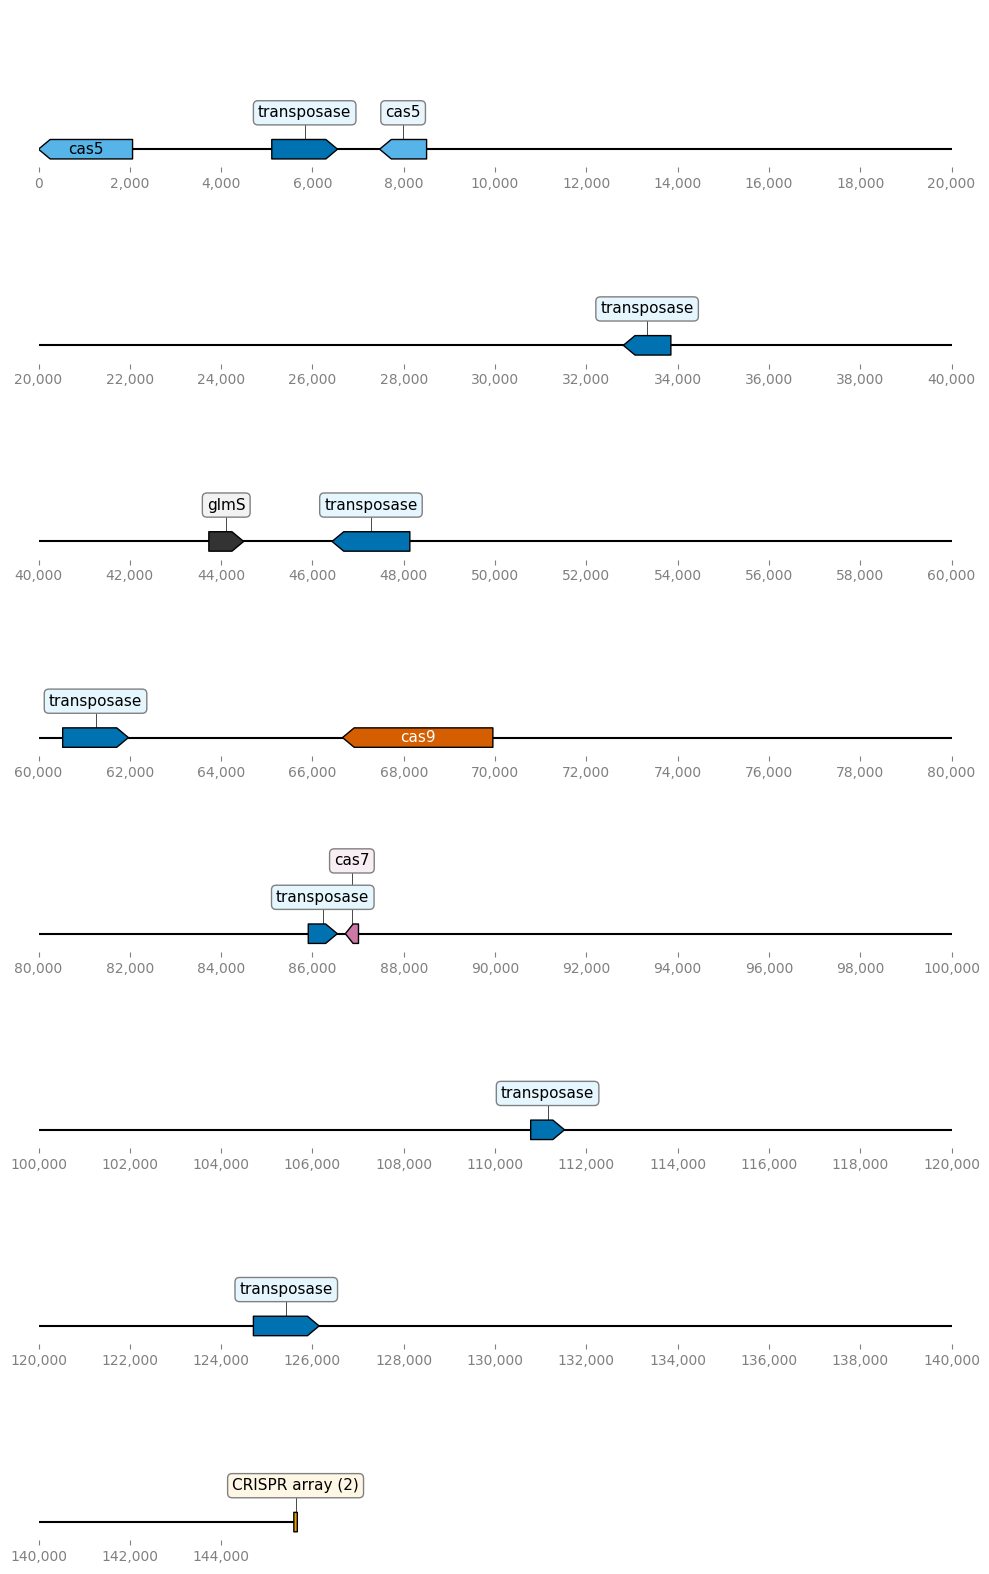 transposase cas5
cas5
0 2,000 4,000 6,000 8,000 10,000 12,000 14,000 16,000 18,000 20,000
transposase
20,000 22,000 24,000 26,000 28,000 30,000 32,000 34,000 36,000 38,000 40,000
glmS transposase
40,000 42,000 44,000 46,000 48,000 50,000 52,000 54,000 56,000 58,000 60,000
transposase
cas9
60,000 62,000 64,000 66,000 68,000 70,000 72,000 74,000 76,000 78,000 80,000
cas7
transposase
80,000 82,000 84,000 86,000 88,000 90,000 92,000 94,000 96,000 98,000 100,000
transposase
100,000 102,000 104,000 106,000 108,000 110,000 112,000 114,000 116,000 118,000 120,000
transposase
120,000 122,000 124,000 126,000 128,000 130,000 132,000 134,000 136,000 138,000 140,000
CRISPR array (2)
140,000 142,000 144,000